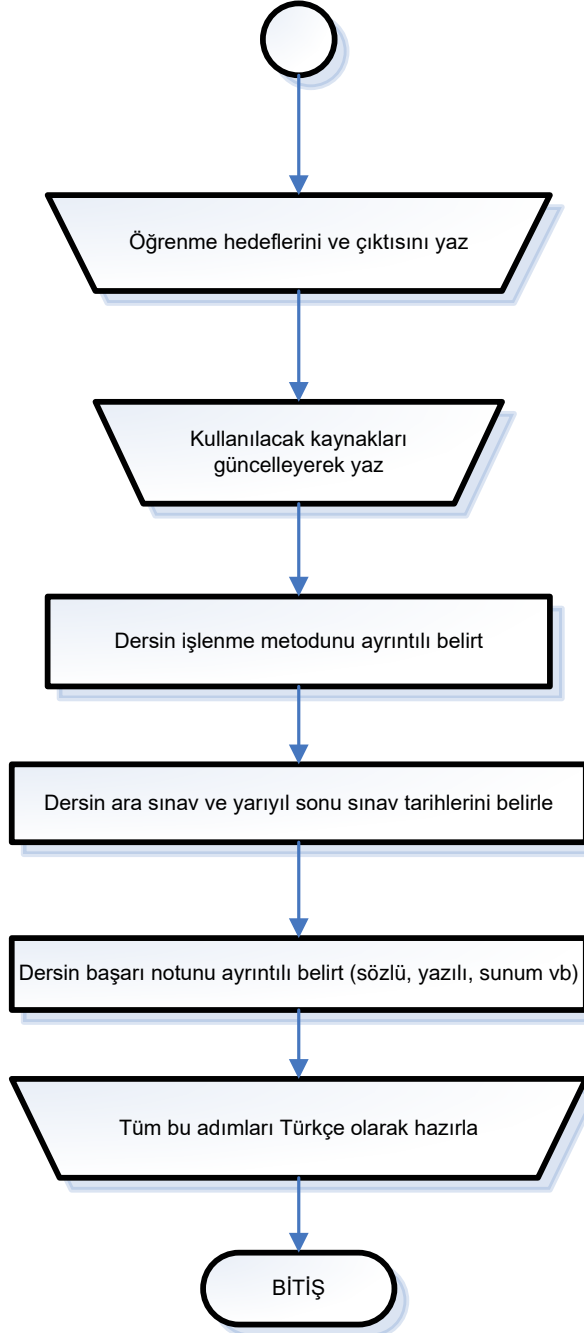 Öğrenme hedeflerini ve çıktısını yaz
Kullanılacak kaynakları
güncelleyerek yaz
Dersin işlenme metodunu ayrıntılı belirt
Dersin ara sınav ve yarıyıl sonu sınav tarihlerini belirle
Dersin başarı notunu ayrıntılı belirt (sözlü, yazılı, sunum vb)
Tüm bu adımları Türkçe olarak hazırla
BİTİŞ